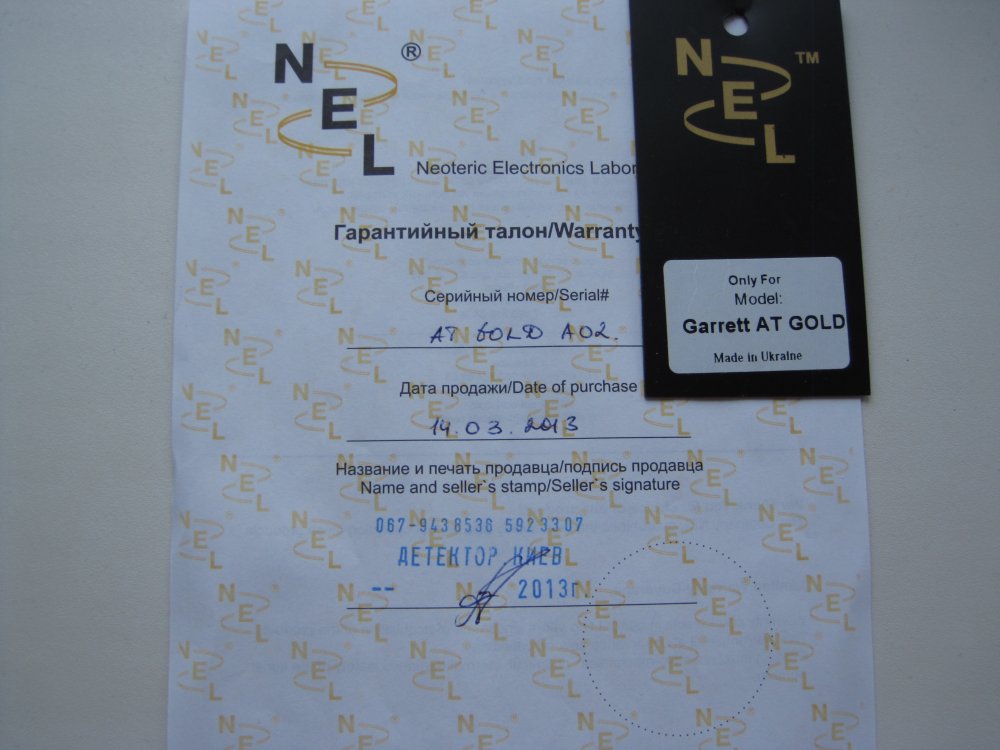 NEL®
Neoteric Electronics Labor
Гарантийный талон/Warranty
Серийный номер/Serial#
AT GOLD A02.
Дата продажи/Date of purchase
14.03.2013
Название и печать продавца/подпись продавца
Name and seller`s stamp/Seller`s signature
067-9438536 5923307
ДЕТЕКТОР КИЕВ
-- 2013г.
NEL™
Only For
Model:
Garrett AT GOLD
Made in Ukraine